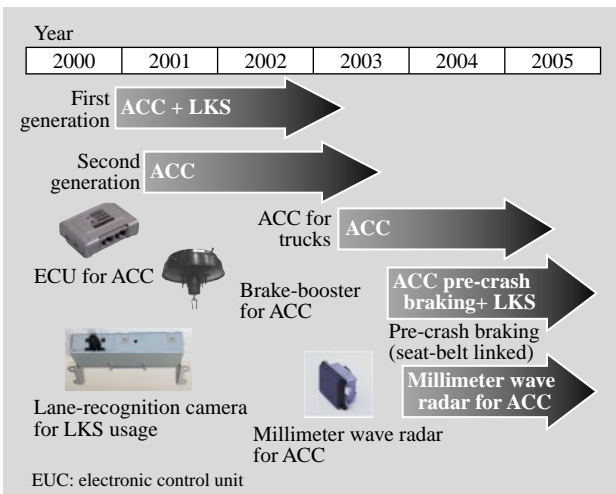 Year
2000 2001 2002 2003 2004 2005
First
generation
ACC + LKS
Second
generation
ACC
ACC for
trucks
ACC
ECU for ACC
Brake-booster
for ACC
ACC pre-crash
braking+ LKS
Pre-crash braking
(seat-belt linked)
Lane-recognition camera
for LKS usage
Millimeter wave radar
for ACC
Millimeter wave
radar for ACC
EUC: electronic control unit